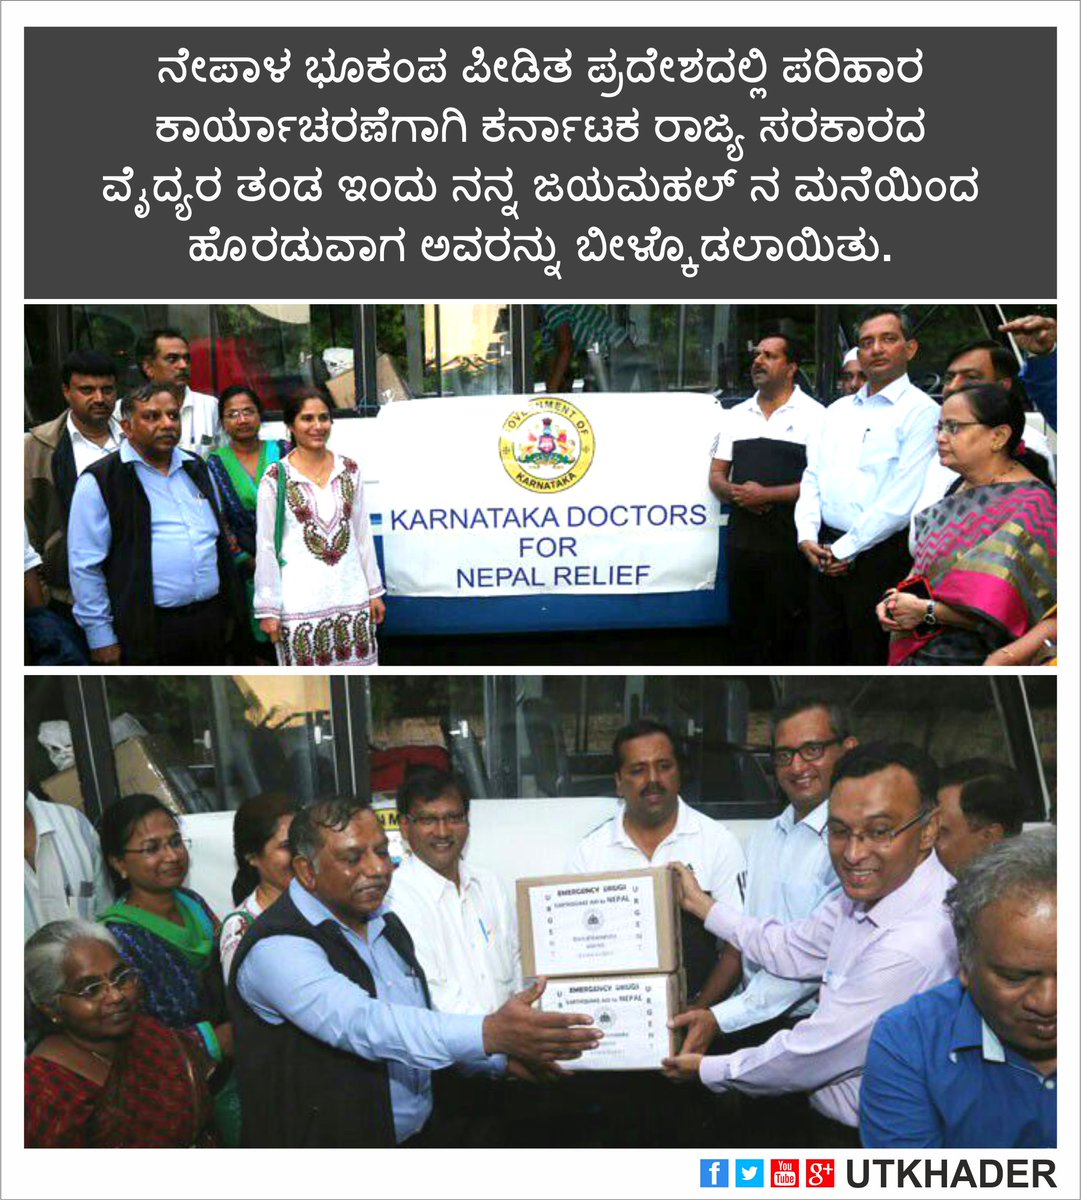 ನೇಪಾಳ ಭೂಕಂಪ ಪೀಡಿತ ಪ್ರದೇಶದಲ್ಲಿ ಪರಿಹಾರ
ಕಾರ್ಯಾಚರಣೆಗಾಗಿ ಕರ್ನಾಟಕ ರಾಜ್ಯ ಸರಕಾರದ
ವೈದ್ಯರ ತಂಡ ಇಂದು ನನ್ನ ಜಯಮಹಲ್ ನ ಮನೆಯಿಂದ
ಹೊರಡುವಾಗ ಅವರನ್ನು ಬೀಳ್ಕೊಡಲಾಯಿತು.
GOVERNMENT OF
KARNATAKA
KARNATAKA DOCTORS
FOR
NEPAL RELIEF
EMERGENCY DRUGS
EARTHQUAKE AID to NEPAL
URGENT
URGENT
EMERGENCY DRUGS
EARTHQUAKE AID to NEPAL
URGENT
You Tube
UTKHADER